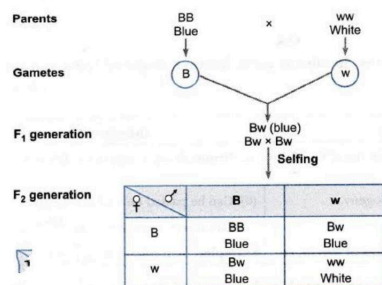 Parents
BB
Blue
×
ww
White
Gametes
B
w
F₁ generation
Bw (blue)
Bw × Bw
Selfing
F₂ generation
♀ ♂ B w
B BB Blue Bw Blue
w Bw Blue ww White